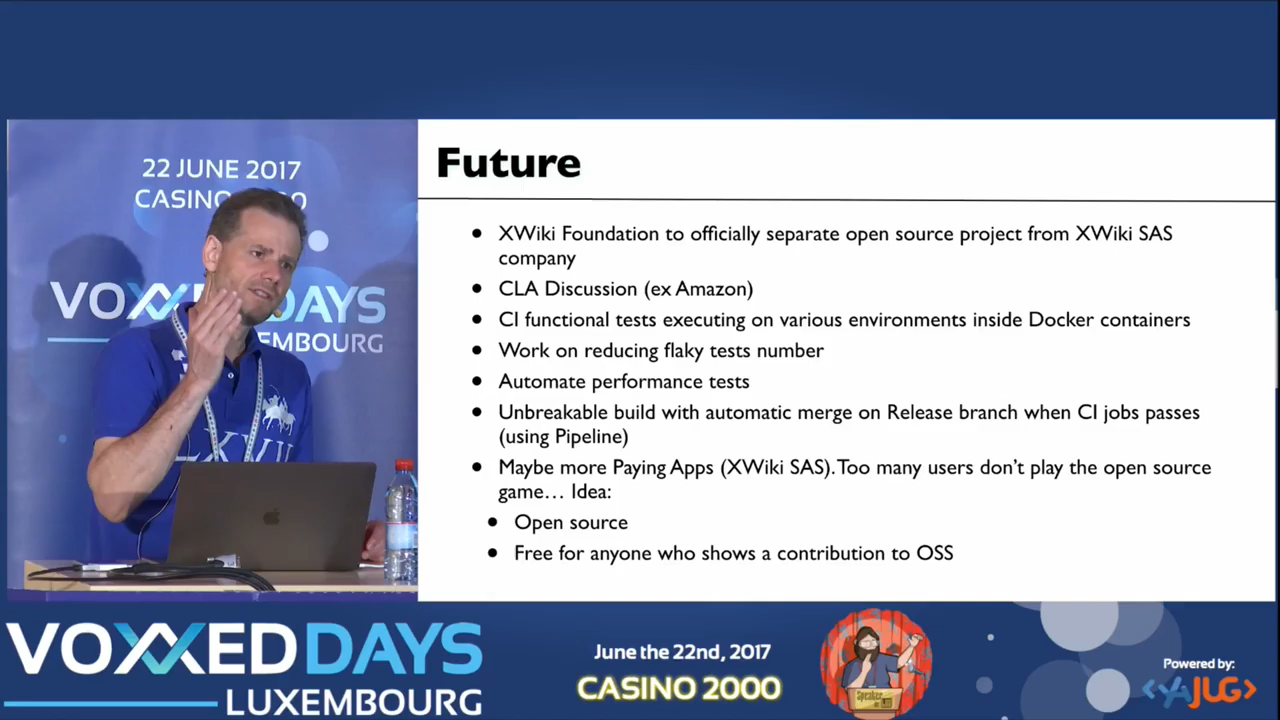 22 JUNE 2017
CASINO 2000
VOXXED DAYS
LUXEMBOURG
Future
• XWiki Foundation to officially separate open source project from XWiki SAS
company
• CLA Discussion (ex Amazon)
• CI functional tests executing on various environments inside Docker containers
• Work on reducing flaky tests number
• Automate performance tests
• Unbreakable build with automatic merge on Release branch when CI jobs passes
(using Pipeline)
• Maybe more Paying Apps (XWiki SAS). Too many users don't play the open source
game… Idea:
• Open source
• Free for anyone who shows a contribution to OSS
VOXXED DAYS
LUXEMBOURG
June the 22nd, 2017
CASINO 2000
Speaker
Powered by:
<YAJUG>